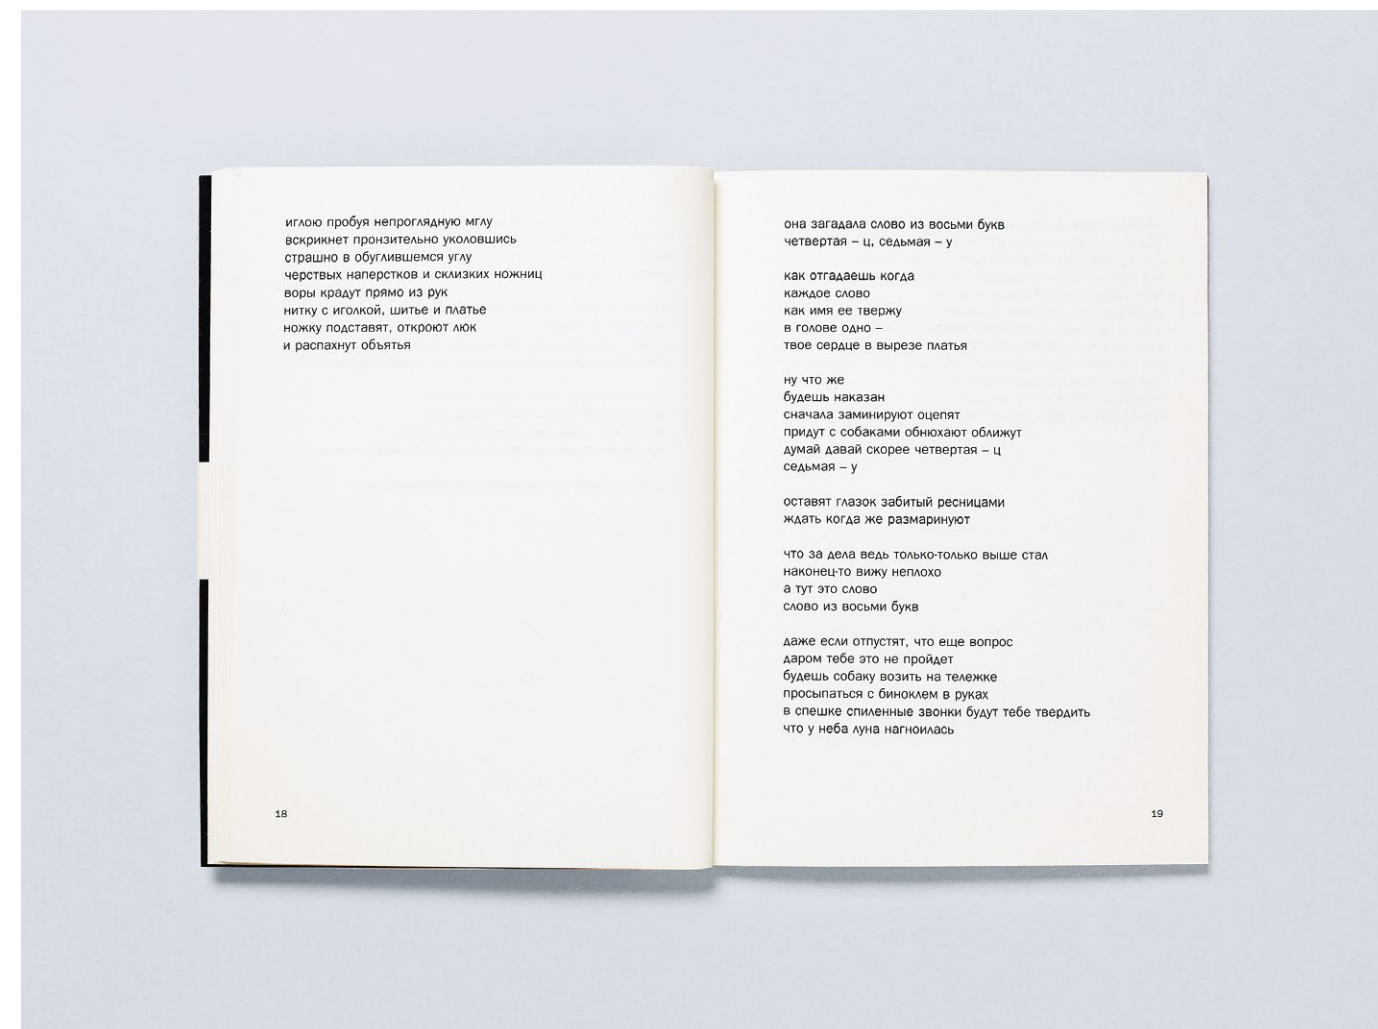 иглою пробуя непроглядную мглу
вскрикнет пронзительно уколовшись
страшно в обуглившемся углу
черствых наперстков и склизких ножниц
воры крадут прямо из рук
нитку с иголкой, шитье и платье
ножку подставят, откроют люк
и распахнут объятья
18
она загадала слово из восьми букв
четвертая – ц, седьмая – у
как отгадаешь когда
каждое слово
как имя ее твержу
в голове одно –
твое сердце в вырезе платья
ну что же
будешь наказан
сначала заминируют оцепят
придут с собаками обнюхают оближут
думай давай скорее четвертая – ц
седьмая – у
оставят глазок забитый ресницами
ждать когда же размаринуют
что за дела ведь только-только выше стал
наконец-то вижу неплохо
а тут это слово
слово из восьми букв
даже если отпустят, что еще вопрос
даром тебе это не пройдет
будешь собаку возить на тележке
просыпаться с биноклем в руках
в спешке спиленные звонки будут тебе твердить
что у неба луна нагноилась
19